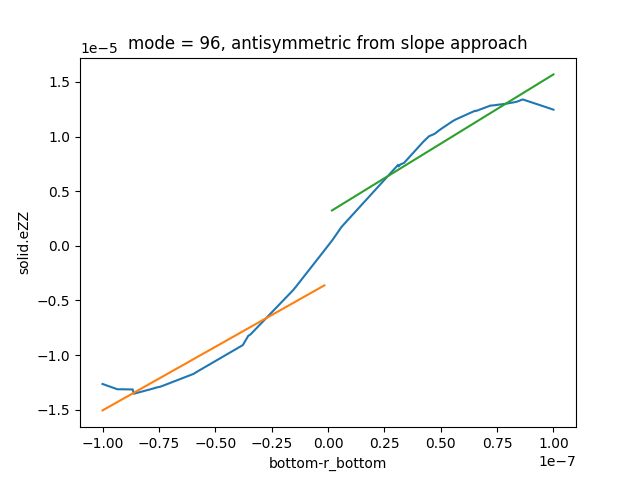 1e−5
mode = 96, antisymmetric from slope approach
1.5
1.0
0.5
0.0
−0.5
−1.0
−1.5
solid.eZZ
−1.00 −0.75 −0.50 −0.25 0.00 0.25 0.50 0.75 1.00
bottom-r_bottom
1e−7